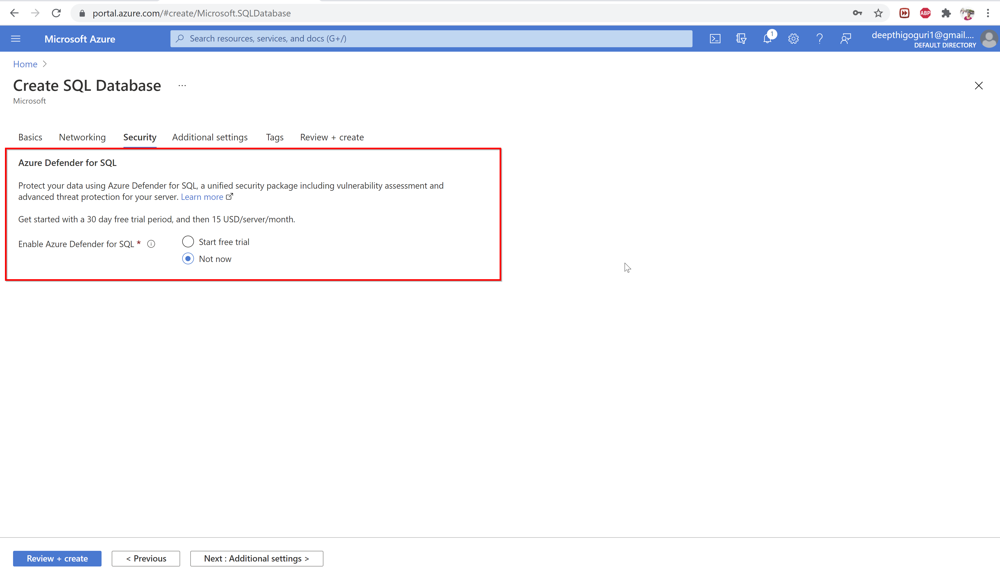 portal.azure.com/#create/Microsoft.SQLDatabase
ABP
Microsoft Azure
Search resources, services, and docs (G+/)
1
deepthigoguri1@gmail....
DEFAULT DIRECTORY
Home >
Create SQL Database ...
Microsoft
Basics Networking Security Additional settings Tags Review + create
Azure Defender for SQL
Protect your data using Azure Defender for SQL, a unified security package including vulnerability assessment and
advanced threat protection for your server. Learn more
Get started with a 30 day free trial period, and then 15 USD/server/month.
Enable Azure Defender for SQL *
Start free trial
Not now
Review + create < Previous Next : Additional settings >